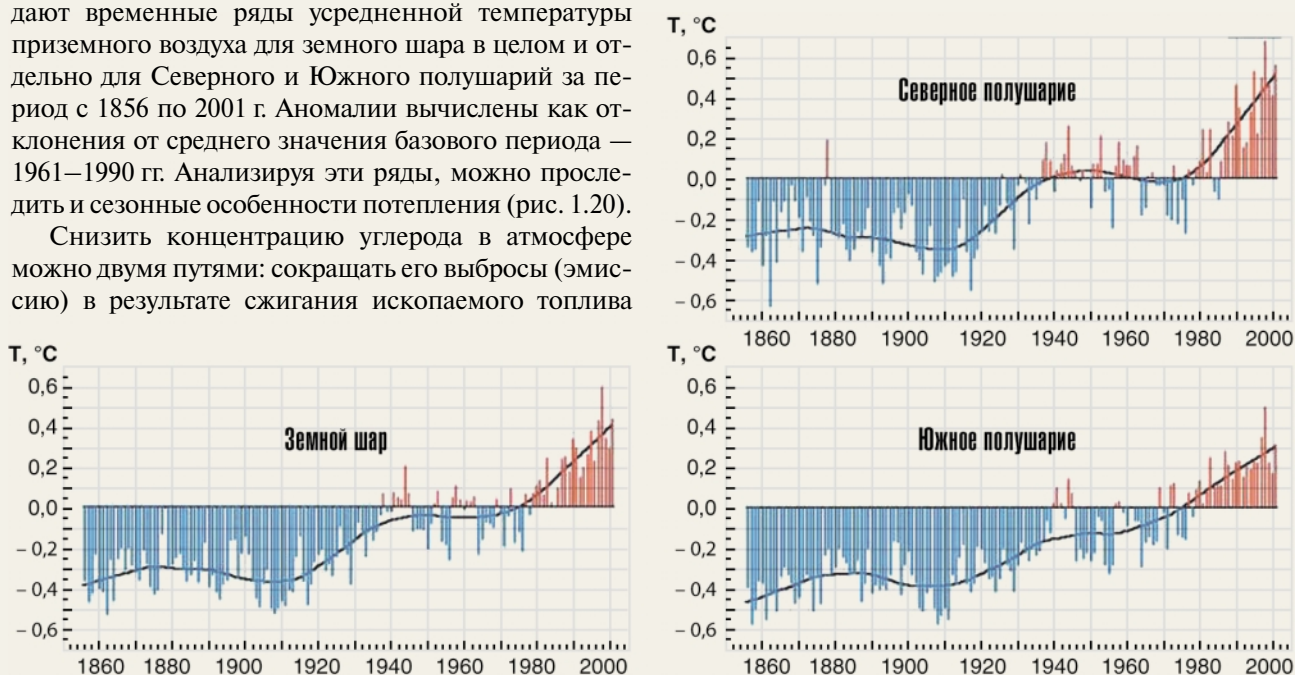 дают временные ряды усредненной температуры
приземного воздуха для земного шара в целом и от-
дельно для Северного и Южного полушарий за пе-
риод с 1856 по 2001 г. Аномалии вычислены как от-
клонения от среднего значения базового периода —
1961–1990 гг. Анализируя эти ряды, можно просле-
дить и сезонные особенности потепления (рис. 1.20).
Снизить концентрацию углерода в атмосфере
можно двумя путями: сокращать его выбросы (эмис-
сию) в результате сжигания ископаемого топлива
T, °C
Северное полушарие
0,6
0,4
0,2
0,0
– 0,2
– 0,4
– 0,6
1860 1880 1900 1920 1940 1960 1980 2000
T, °C
Земной шар
0,6
0,4
0,2
0,0
– 0,2
– 0,4
– 0,6
1860 1880 1900 1920 1940 1960 1980 2000
T, °C
Южное полушарие
0,6
0,4
0,2
0,0
– 0,2
– 0,4
– 0,6
1860 1880 1900 1920 1940 1960 1980 2000